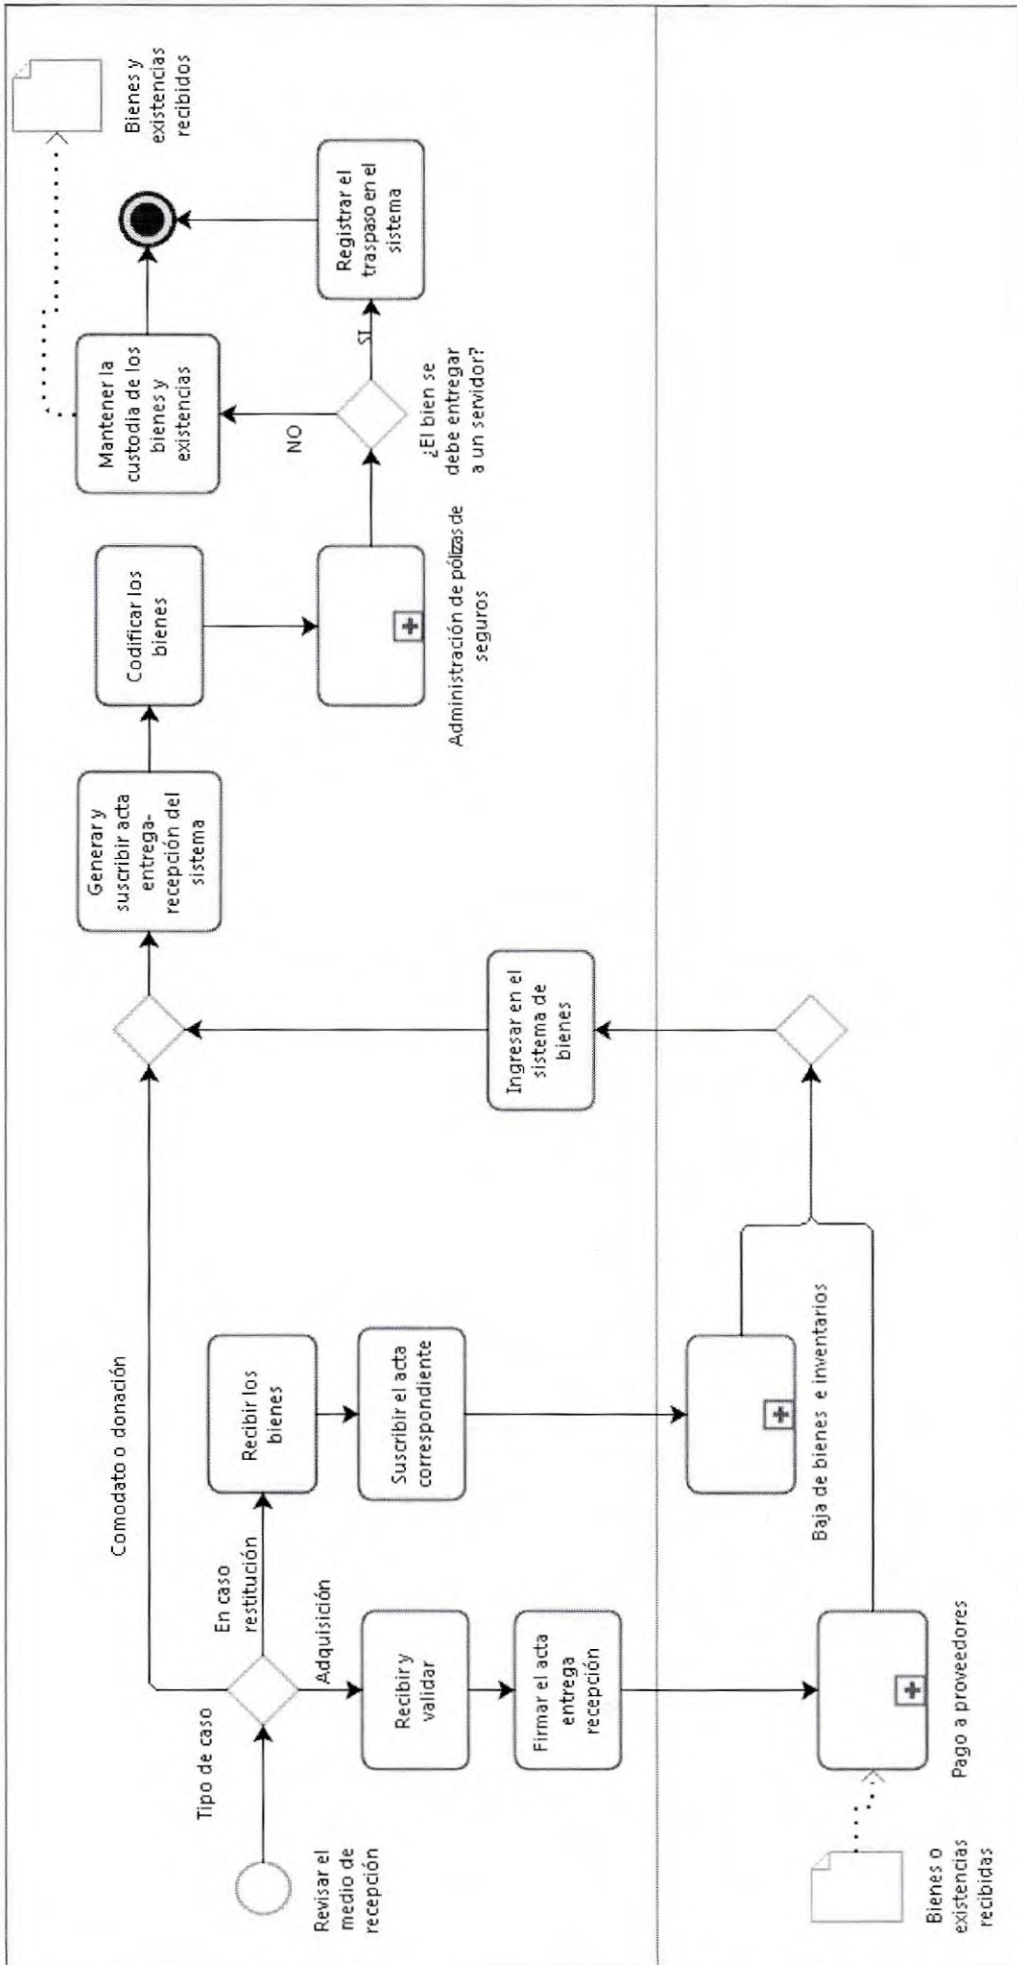 Revisar el
medio de
recepción
Tipo de caso
Comodato o donación
En caso
restitución
Adquisición
Recibir los
bienes
Suscribir el acta
correspondiente
Recibir y
validar
Firmar el acta
entrega
recepción
Bienes o
existencias
recibidas
Pago a proveedores
Baja de bienes e inventarios
Ingresar en el
sistema de
bienes
Generar y
suscribir acta
entrega-
recepción del
sistema
Codificar los
bienes
Administración de pólizas de
seguros
¿El bien se
debe entregar
a un servidor?
NO
SI
Mantener la
custodia de los
bienes y
existencias
Registrar el
traspaso en el
sistema
Bienes y
existencias
recibidos